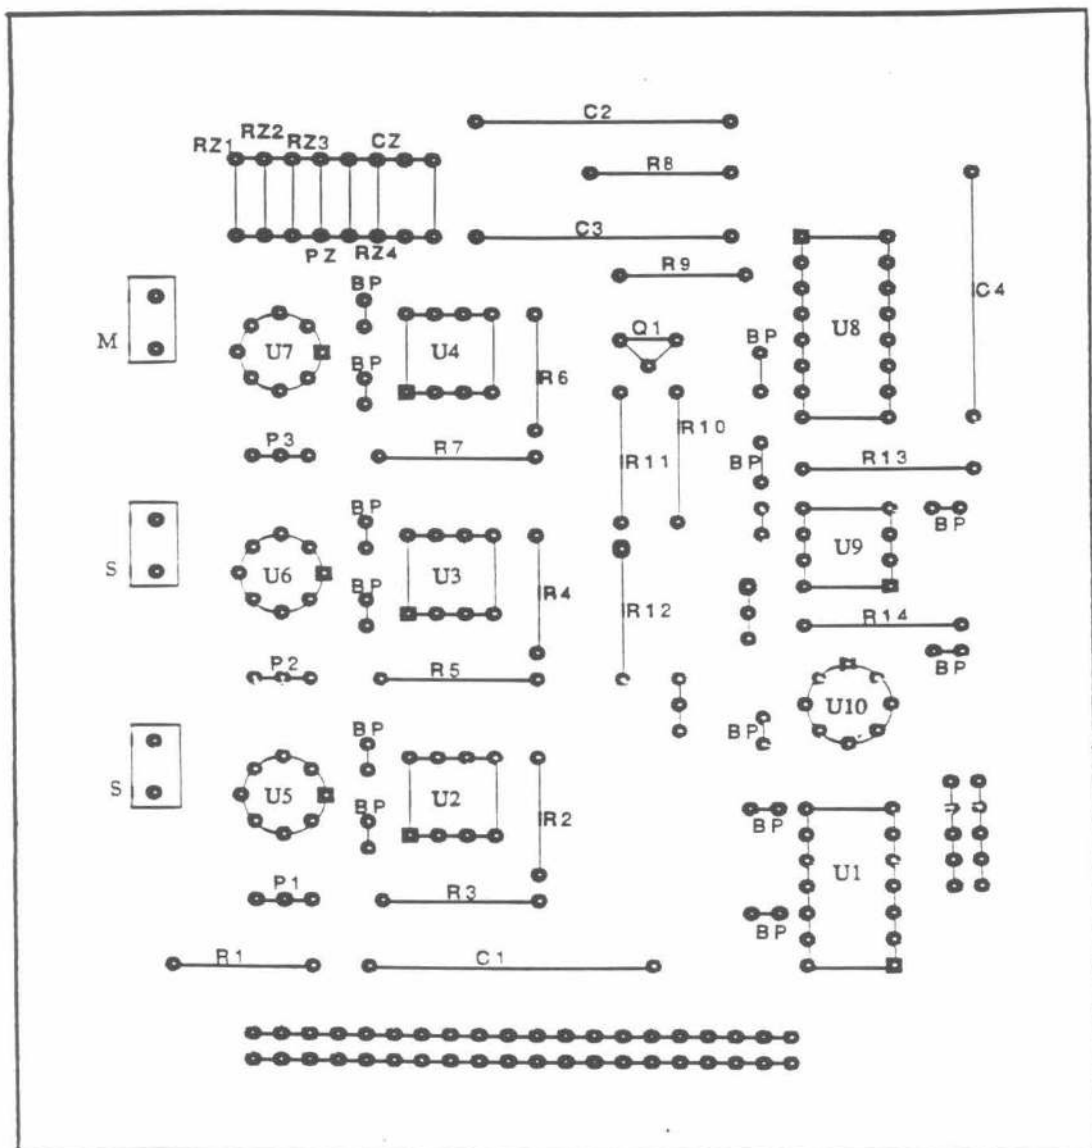 C2
RZ1 RZ2 RZ3 CZ
R8
C3
PZ RZ4
R9
BP
C4
M U7 U4 Q1 BP U8
BP
R6
R10
P3 R7 R11 BP R13
BP BP
S U6 U3 U9
BP R4 R12
R14
P2 R5 BP
U10
BP BP
S U5 U2
BP R2 BP
U1
P1 R3
BP
R1 C1